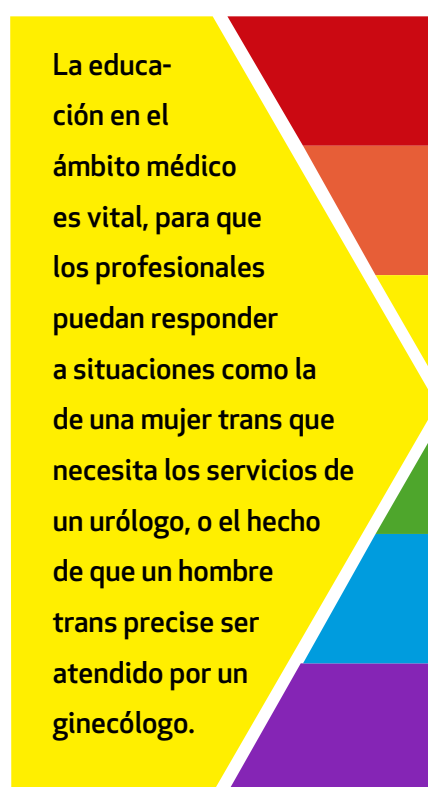 La educa-
ción en el
ámbito médico
es vital, para que
los profesionales
puedan responder
a situaciones como la
de una mujer trans que
necesita los servicios de
un urólogo, o el hecho
de que un hombre
trans precise ser
atendido por un
ginecólogo.